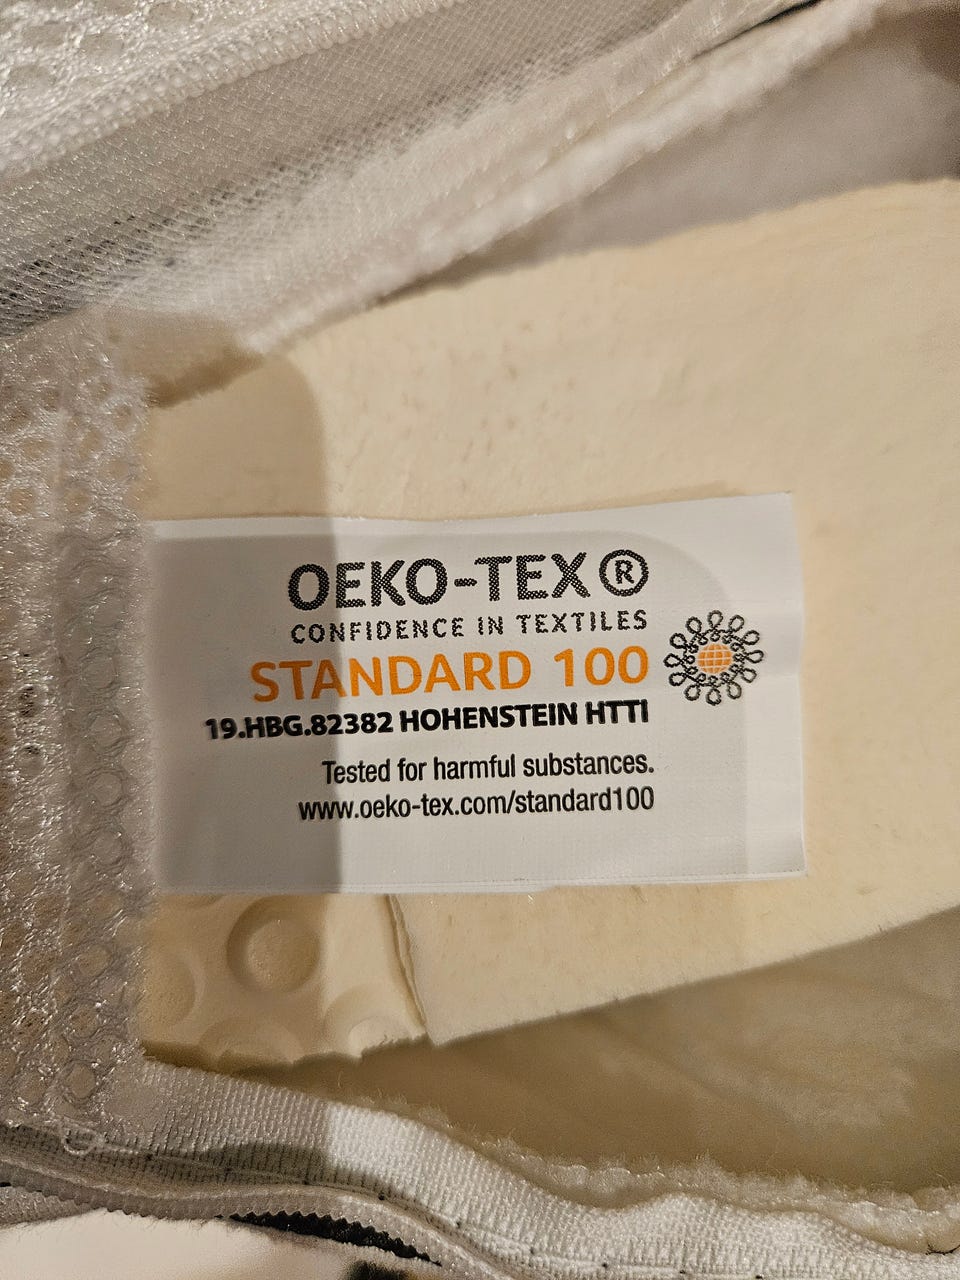 OEKO-TEX®
CONFIDENCE IN TEXTILES
STANDARD 100
19.HBG.82382 HOHENSTEIN HTTI
Tested for harmful substances.
www.oeko-tex.com/standard100